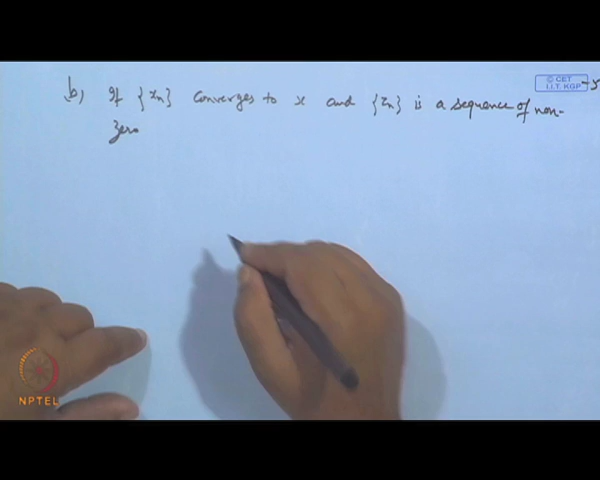 b) If {xn} converges to x and {zn} is a sequence of non-
zero
© CET
I.I.T. KGP
NPTEL